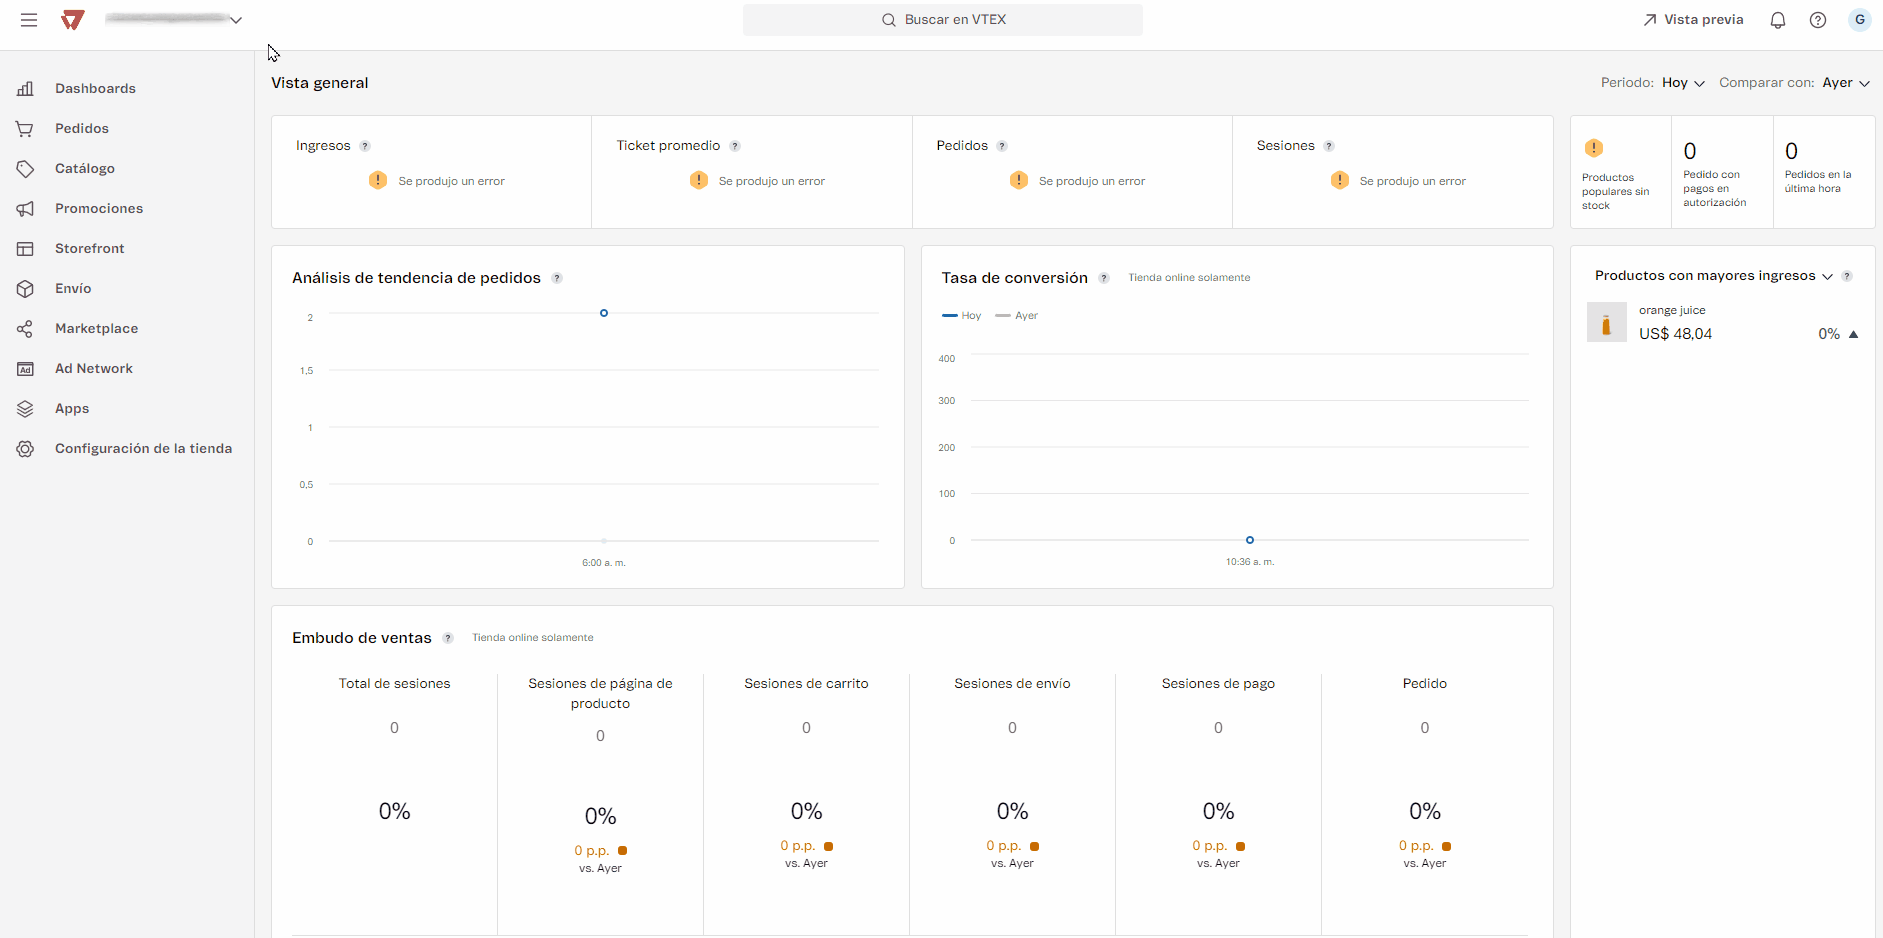 Buscar en VTEX
Vista previa
G
Dashboards
Pedidos
Catálogo
Promociones
Storefront
Envío
Marketplace
Ad Network
Apps
Configuración de la tienda
Vista general
Periodo: Hoy
Comparar con: Ayer
Ingresos ?
! Se produjo un error
Ticket promedio ?
! Se produjo un error
Pedidos ?
! Se produjo un error
Sesiones ?
! Se produjo un error
!
Productos
populares sin
stock
0
Pedido con
pagos en
autorización
0
Pedidos en la
última hora
Análisis de tendencia de pedidos ?
2
1,5
1
0,5
0
6:00 a. m.
Tasa de conversión ? Tienda online solamente
Hoy Ayer
400
300
200
100
0
10:36 a. m.
Productos con mayores ingresos ?
orange juice
US$ 48,04 0%
Embudo de ventas ? Tienda online solamente
Total de sesiones
0
0%
Sesiones de página de
producto
0
0%
0 p.p.
vs. Ayer
Sesiones de carrito
0
0%
0 p.p.
vs. Ayer
Sesiones de envío
0
0%
0 p.p.
vs. Ayer
Sesiones de pago
0
0%
0 p.p.
vs. Ayer
Pedido
0
0%
0 p.p.
vs. Ayer